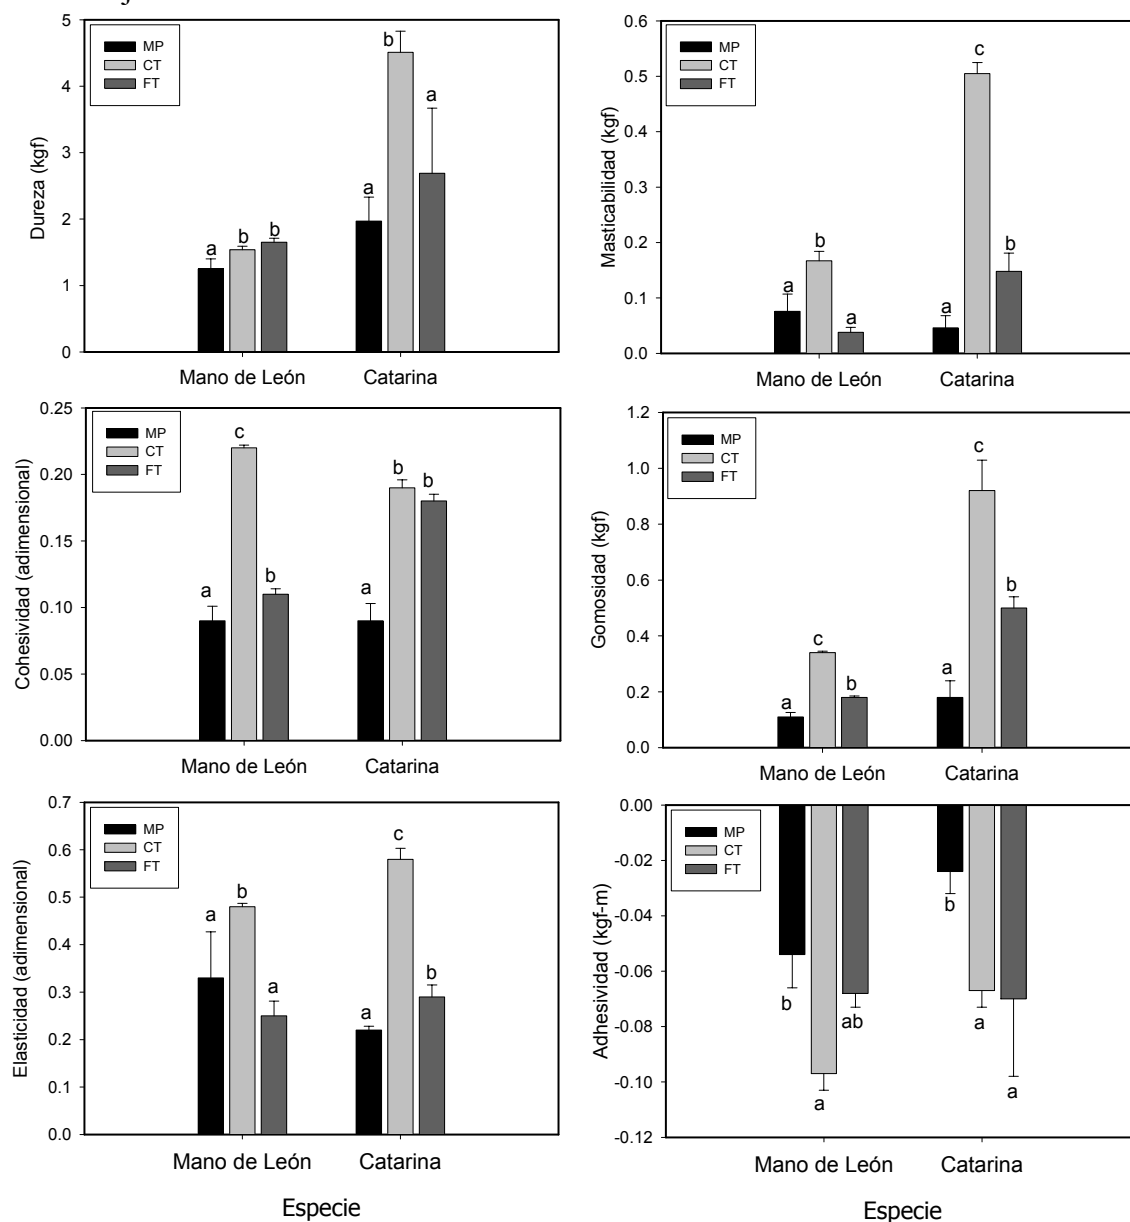 j
5
4
3
2
1
0
Dureza (kgf)
MP
CT
FT
a
b
b
a
b
a
Mano de León
Catarina
0.6
0.5
0.4
0.3
0.2
0.1
0.0
Masticabilidad (kgf)
MP
CT
FT
a
b
a
a
c
b
Mano de León
Catarina
0.25
0.20
0.15
0.10
0.05
0.00
Cohesividad (adimensional)
MP
CT
FT
a
c
b
a
b
b
Mano de León
Catarina
1.2
1.0
0.8
0.6
0.4
0.2
0.0
Gomosidad (kgf)
MP
CT
FT
a
c
b
a
c
b
Mano de León
Catarina
0.7
0.6
0.5
0.4
0.3
0.2
0.1
0.0
Elasticidad (adimensional)
MP
CT
FT
a
b
a
a
c
b
Mano de León
Catarina
Especie
0.00
-0.02
-0.04
-0.06
-0.08
-0.10
-0.12
Adhesividad (kgf-m)
MP
CT
FT
b
a
ab
b
a
a
Mano de León
Catarina
Especie